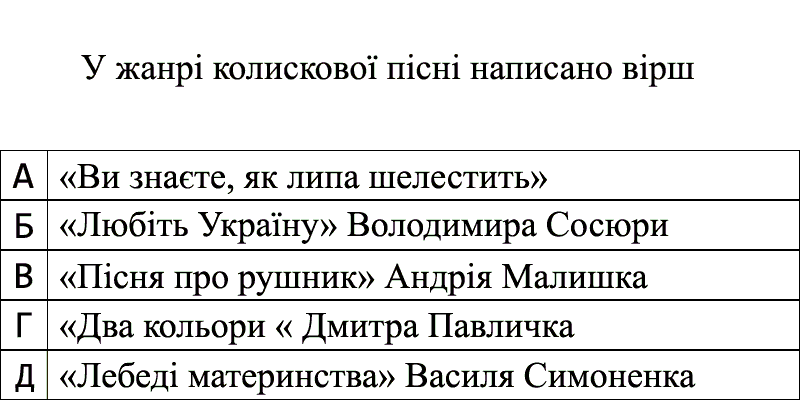 У жанрі колискової пісні написано вірш
А «Ви знаєте, як липа шелестить»
Б «Любіть Україну» Володимира Сосюри
В «Пісня про рушник» Андрія Малишка
Г «Два кольори « Дмитра Павличка
Д «Лебеді материнства» Василя Симоненка